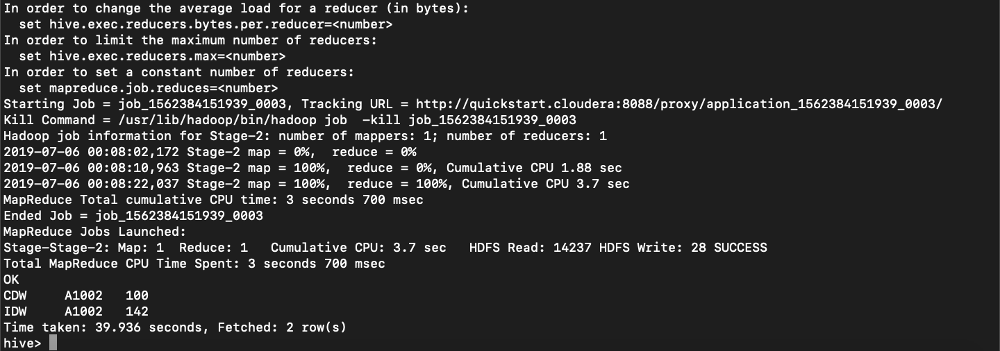 In order to change the average load for a reducer (in bytes):
  set hive.exec.reducers.bytes.per.reducer=<number>
In order to limit the maximum number of reducers:
  set hive.exec.reducers.max=<number>
In order to set a constant number of reducers:
  set mapreduce.job.reduces=<number>
Starting Job = job_1562384151939_0003, Tracking URL = http://quickstart.cloudera:8088/proxy/application_1562384151939_0003/
Kill Command = /usr/lib/hadoop/bin/hadoop job  -kill job_1562384151939_0003
Hadoop job information for Stage-2: number of mappers: 1; number of reducers: 1
2019-07-06 00:08:02,172 Stage-2 map = 0%,  reduce = 0%
2019-07-06 00:08:10,963 Stage-2 map = 100%,  reduce = 0%, Cumulative CPU 1.88 sec
2019-07-06 00:08:22,037 Stage-2 map = 100%,  reduce = 100%, Cumulative CPU 3.7 sec
MapReduce Total cumulative CPU time: 3 seconds 700 msec
Ended Job = job_1562384151939_0003
MapReduce Jobs Launched:
Stage-Stage-2: Map: 1  Reduce: 1   Cumulative CPU: 3.7 sec   HDFS Read: 14237 HDFS Write: 28 SUCCESS
Total MapReduce CPU Time Spent: 3 seconds 700 msec
OK
CDW     A1002   100
IDW     A1002   142
Time taken: 39.936 seconds, Fetched: 2 row(s)
hive>